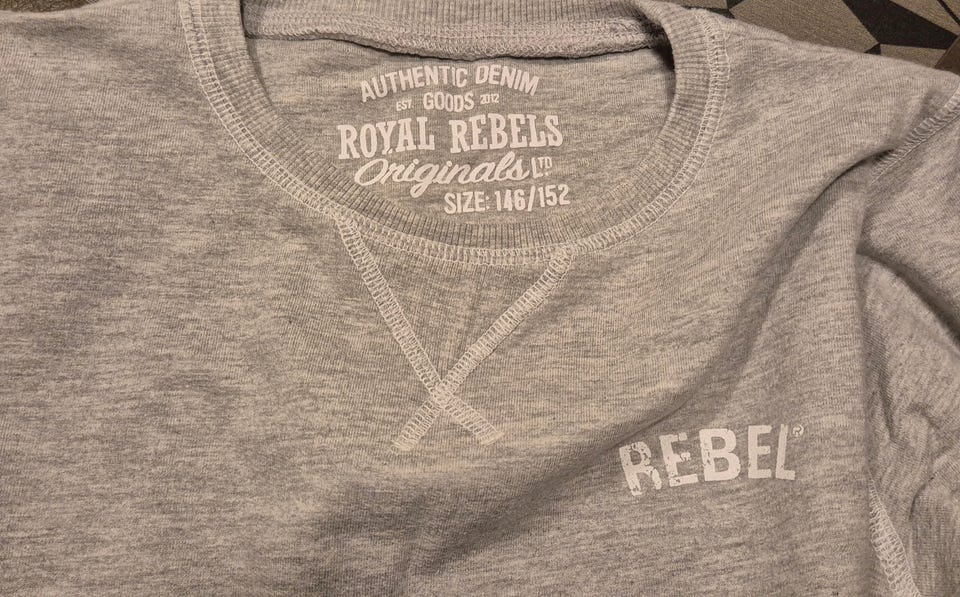 AUTHENTIC DENIM
EST. GOODS 2012
ROYAL REBELS
Originals LTD
SIZE: 146/152
REBEL®